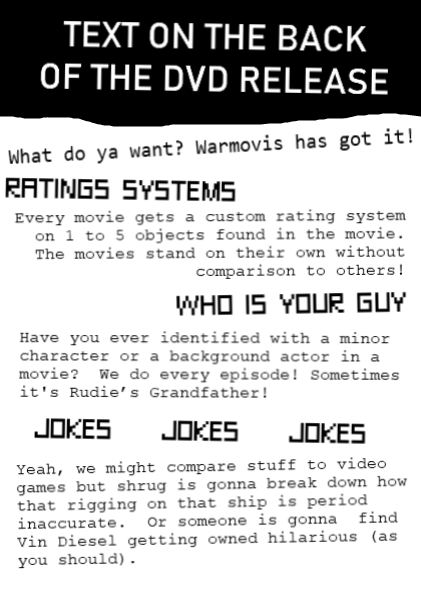 TEXT ON THE BACK
OF THE DVD RELEASE
What do ya want? Warmovis has got it!
RATINGS SYSTEMS
Every movie gets a custom rating system
on 1 to 5 objects found in the movie.
The movies stand on their own without
comparison to others!
WHO IS YOUR GUY
Have you ever identified with a minor
character or a background actor in a
movie?  We do every episode! Sometimes
it's Rudie’s Grandfather!
JOKES JOKES JOKES
Yeah, we might compare stuff to video
games but shrug is gonna break down how
that rigging on that ship is period
inaccurate.  Or someone is gonna  find
Vin Diesel getting owned hilarious (as
you should).